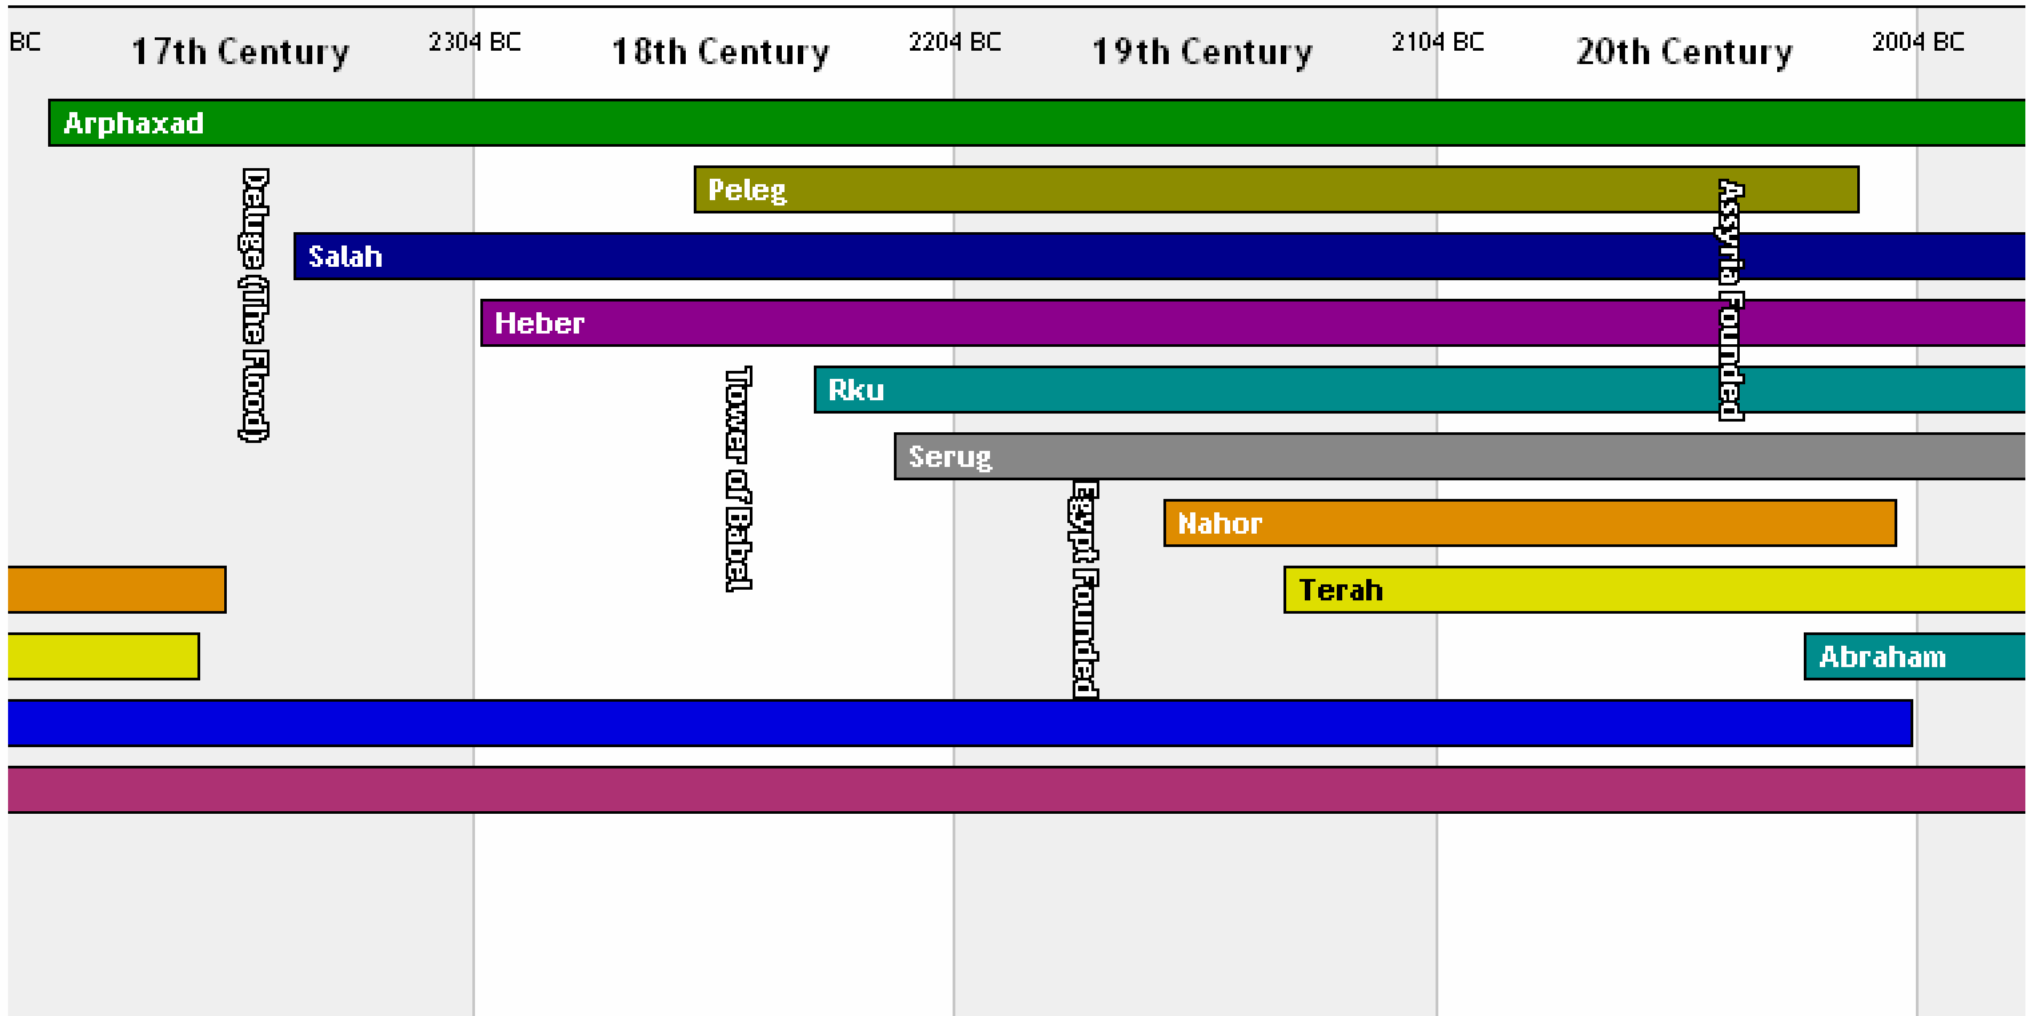 BC 17th Century 2304 BC 18th Century 2204 BC 19th Century 2104 BC 20th Century 2004 BC
Arphaxad
Deluge (The Flood)
Peleg
Assyria Founded
Salah
Heber
Tower of Babel
Rku
Serug
Egypt Founded
Nahor
Terah
Abraham